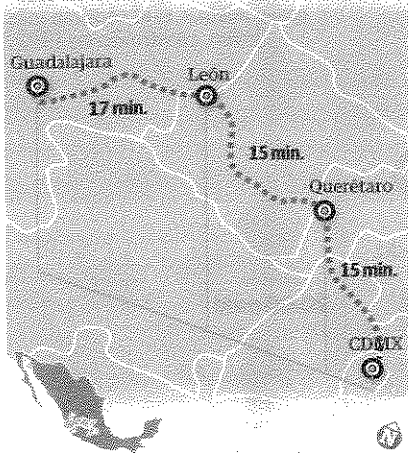 Guadalajara
León
17 min.
15 min.
Querétaro
15 min.
CDMX
N